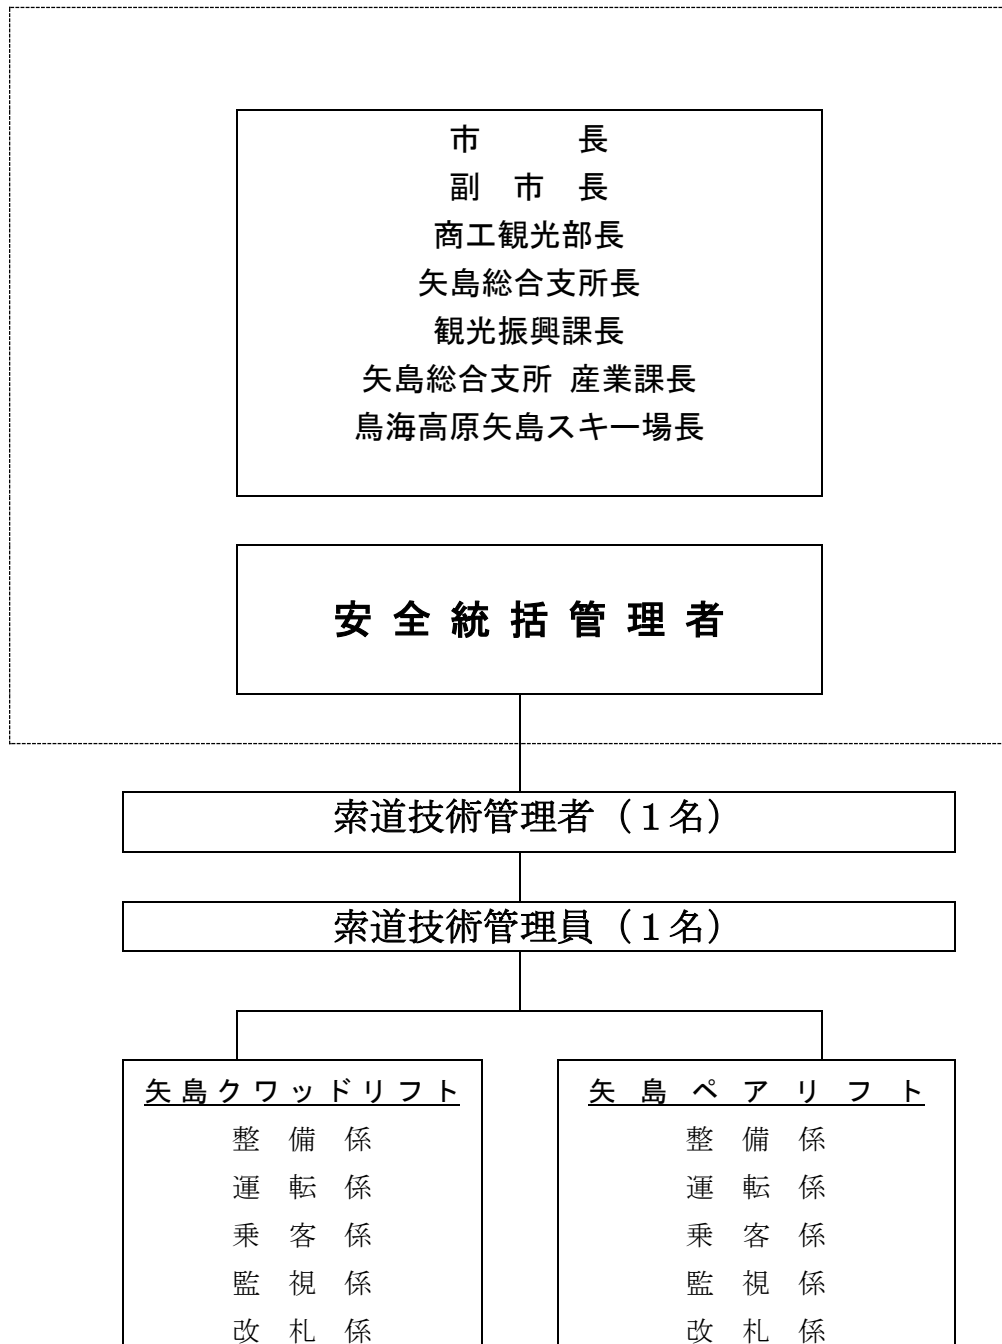 市長
副市長
商工観光部長
矢島総合支所長
観光振興課長
矢島総合支所 産業課長
鳥海高原矢島スキー場長
安全統括管理者
索道技術管理者（１名）
索道技術管理員（１名）
矢島クワッドリフト
整備係
運転係
乗客係
監視係
改札係
矢島ペアリフト
整備係
運転係
乗客係
監視係
改札係